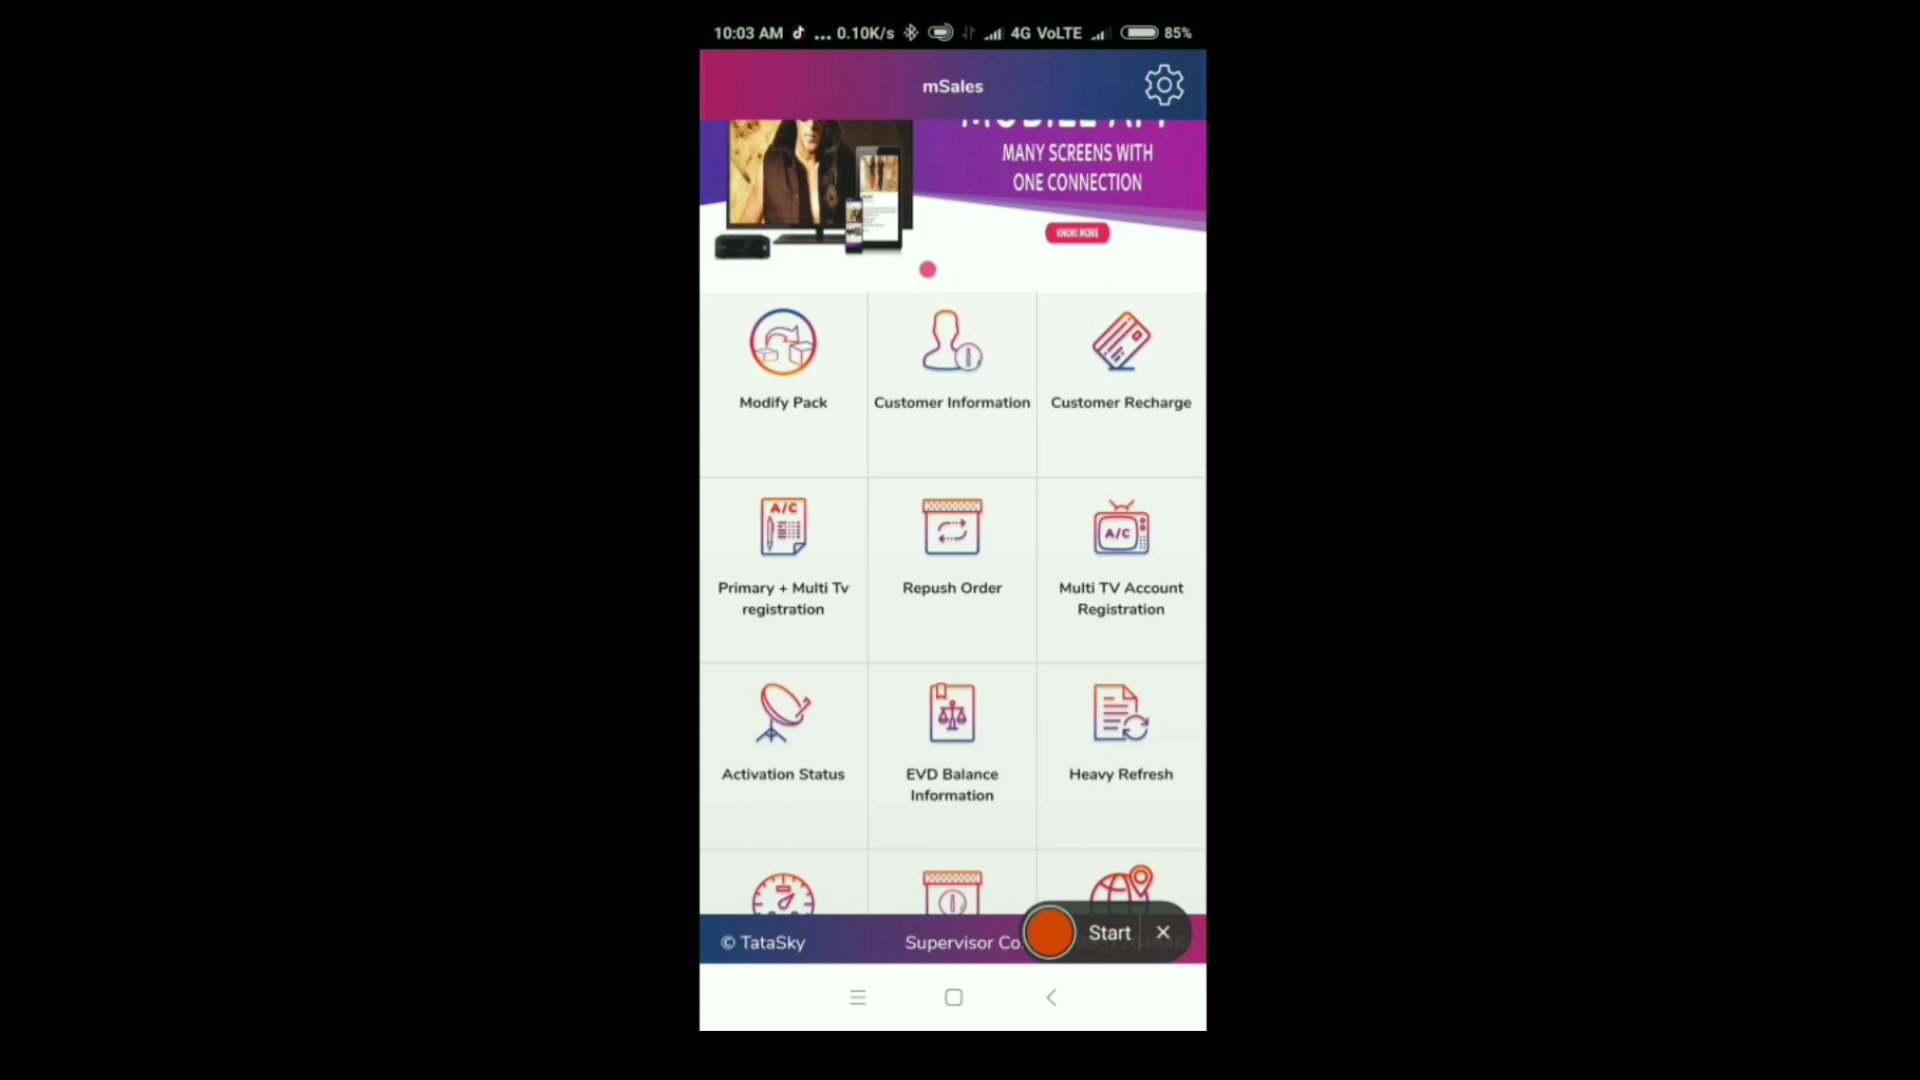 10:03 AM ... 0.10K/s 4G VoLTE 85%
mSales
MOBILE APP
MANY SCREENS WITH
ONE CONNECTION
KNOW MORE
Modify Pack
Customer Information
Customer Recharge
A/C
A/C
Primary + Multi Tv
registration
Repush Order
Multi TV Account
Registration
Activation Status
EVD Balance
Information
Heavy Refresh
© TataSky
Supervisor Co
Start